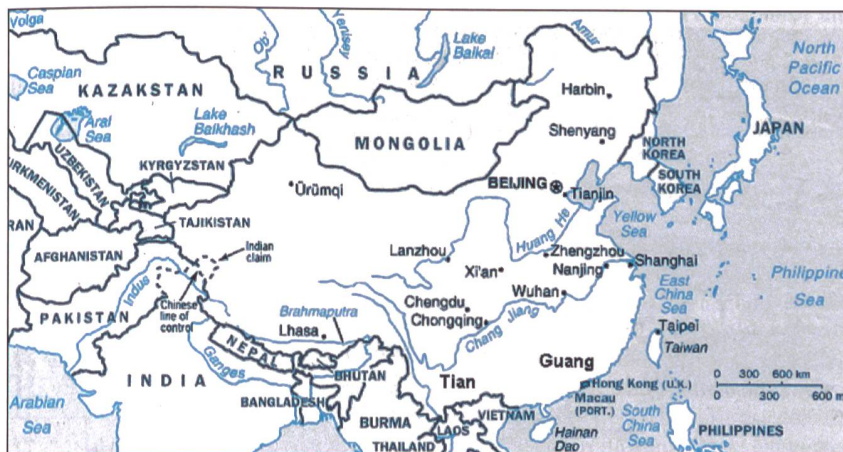 Volga
Ob'
Yenisey
Lake
Baikal
Amur
North
Pacific
Ocean
Caspian
Sea
KAZAKSTAN
RUSSIA
Harbin
Aral
Sea
Lake
Balkhash
MONGOLIA
Shenyang
JAPAN
UZBEKISTAN
KYRGYZSTAN
NORTH
KOREA
SOUTH
KOREA
Ürümqi
BEIJING
Tianjin
URKMENISTAN
TAJIKISTAN
Yellow
Sea
RAN
AFGHANISTAN
Indian
claim
Lanzhou
Huang He
Zhengzhou
Xi'an
Nanjing
Shanghai
Indus
Chinese
line of
control
Wuhan
East
China
Sea
Philippine
Sea
PAKISTAN
Brahmaputra
Lhasa
Chengdu
Chongqing
Chang Jiang
Taipei
Taiwan
NEPAL
Ganges
BHUTAN
Tian
Guang
INDIA
BANGLADESH
Hong Kong (U.K.)
Macau
(PORT.)
0 300 600 km
0 300 600 m
Arabian
Sea
BURMA
VIETNAM
LAOS
THAILAND
Hainan
Dao
South
China
Sea
PHILIPPINES